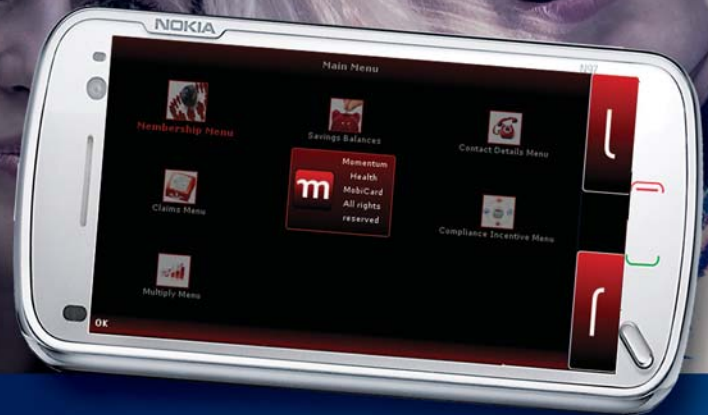 NOKIA
N97
Main Menu
Membership Menu
Savings Balances
Contact Details Menu
m
Momentum
Health
MobiCard
All rights
reserved
Claims Menu
Compliance Incentive Menu
Multiply Menu
OK